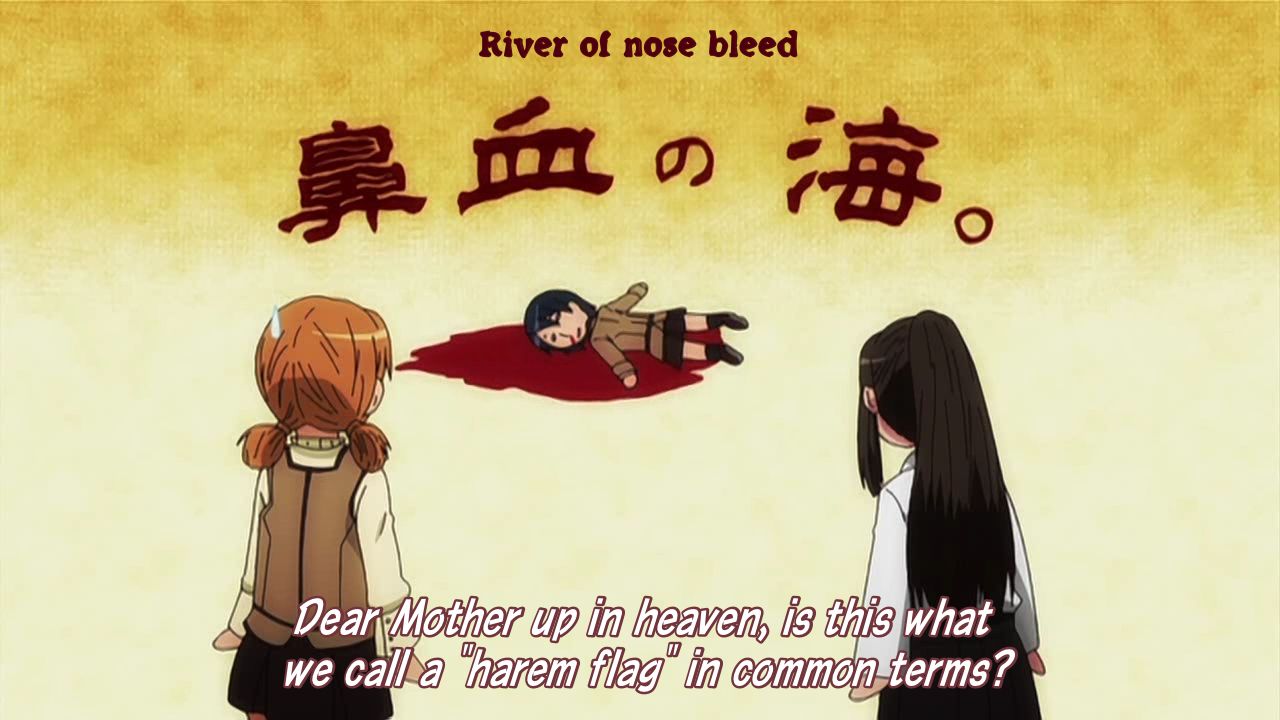 River of nose bleed
鼻血の海。
Dear Mother up in heaven, is this what
we call a "harem flag" in common terms?